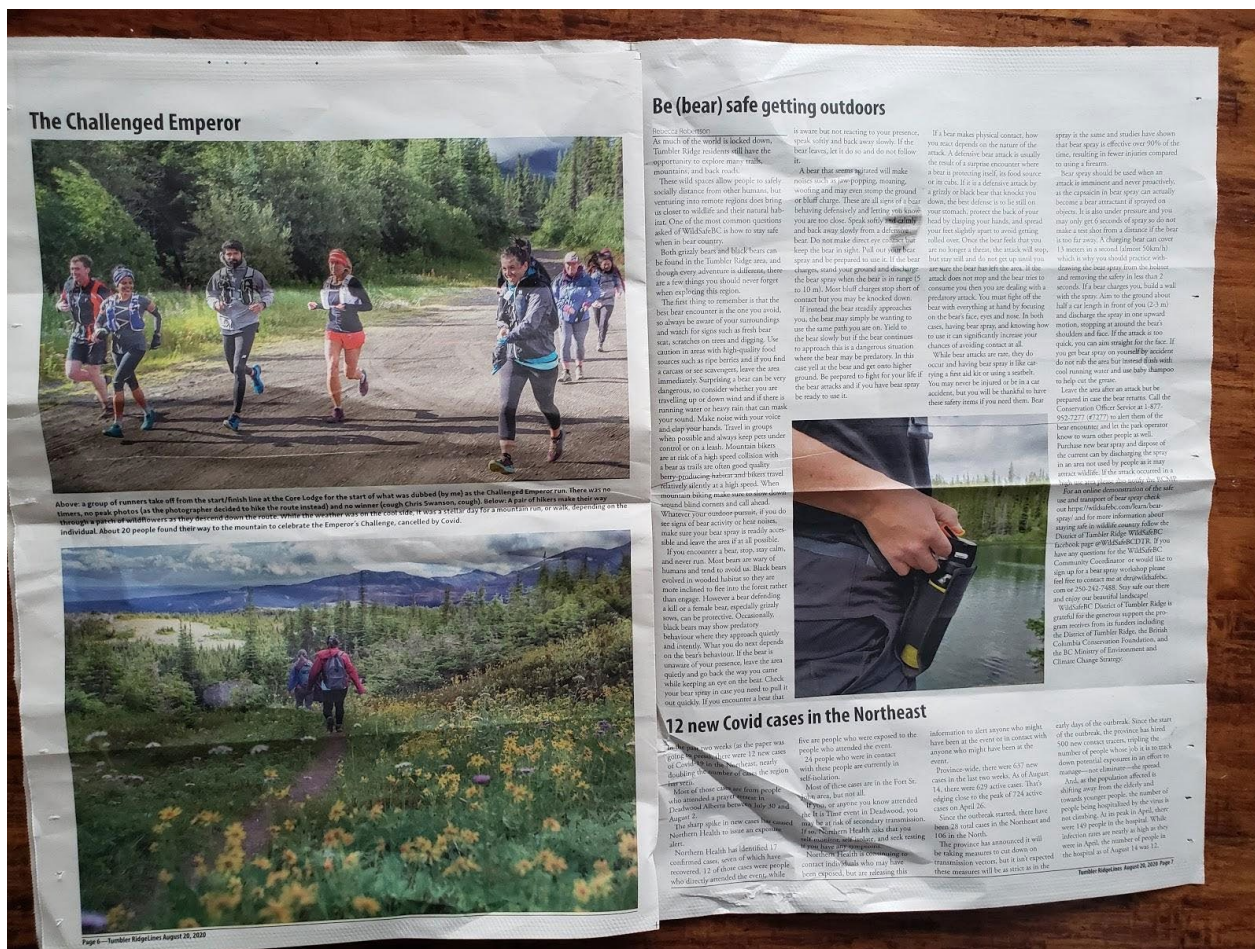 The Challenged Emperor
Above: a group of runners take off from the start/finish line at the Core Lodge for the start of what was dubbed (by me) as the Challenged Emperor run. There was no
timers, no peak photos (as the photographer decided to hike the route instead) and no winner (cough Chris Swanson, cough). Below: A pair of hikers make their way
through a patch of wildflowers as they descend down the route. While the weather was on the cool side, it was a stellar day for a mountain run, or walk, depending on the
individual. About 20 people found their way to the mountain to celebrate the Emperor's Challenge, cancelled by Covid.
Page 6—Tumbler RidgeLines August 20, 2020
Be (bear) safe getting outdoors
Rebecca Robertson
As much of the world is locked down,
Tumbler Ridge residents still have the
opportunity to explore many trails,
mountains, and back roads.
These wild spaces allow people to safely
socially distance from other humans, but
venturing into remote regions does bring
us closer to wildlife and their natural hab-
itat. One of the most common questions
asked of WildSafeBC is how to stay safe
when in bear country.
Both grizzly bears and black bears can
be found in the Tumbler Ridge area, and
though every adventure is different, there
are a few things you should never forget
when exploring this region.
The first thing to remember is that the
best bear encounter is the one you avoid,
so always be aware of your surroundings
and watch for signs such as fresh bear
scat, scratches on trees and digging. Use
caution in areas with high-quality food
sources such as ripe berries and if you find
a carcass or see scavengers, leave the area
immediately. Surprising a bear can be very
dangerous, so consider whether you are
travelling up or down wind and if there is
running water or heavy rain that can mask
your sound. Make noise with your voice
and clap your hands. Travel in groups
when possible and always keep pets under
control or on a leash. Mountain bikers
are at risk of a high speed collision with
a bear as trails are often good quality
berry-producing habitat and bikers travel
relatively silently at a high speed. When
mountain biking make sure to slow down
around blind corners and call ahead.
Whatever your outdoor pursuit, if you do
see signs of bear activity or hear noises,
make sure your bear spray is readily acces-
sible and leave the area if at all possible.
If you encounter a bear, stop, stay calm,
and never run. Most bears are wary of
humans and tend to avoid us. Black bears
evolved in wooded habitat so they are
more inclined to flee into the forest rather
than engage. However a bear defending
a kill or a female bear, especially grizzly
sows, can be protective. Occasionally,
black bears may show predatory
behaviour where they approach quietly
and intently. What you do next depends
on the bear's behaviour. If the bear is
unaware of your presence, leave the area
quietly and go back the way you came
while keeping an eye on the bear. Check
your bear spray in case you need to pull it
out quickly. If you encounter a bear that
is aware but not reacting to your presence,
speak softly and back away slowly. If the
bear leaves, let it do so and do not follow
it.
A bear that seems agitated will make
noises such as jaw popping, moaning,
woofing and may even stomp the ground
or bluff charge. These are all signs of a bear
behaving defensively and letting you know
you are too close. Speak softly and calmly
and back away slowly from a defensive
bear. Do not make direct eye contact but
keep the bear in sight. Pull out your bear
spray and be prepared to use it. If the bear
charges, stand your ground and discharge
the bear spray when the bear is in range (5
to 10 m). Most bluff charges stop short of
contact but you may be knocked down.
If instead the bear steadily approaches
you, the bear may simply be wanting to
use the same path you are on. Yield to
the bear slowly but if the bear continues
to approach this is a dangerous situation
where the bear may be predatory. In this
case yell at the bear and get onto higher
ground. Be prepared to fight for your life if
the bear attacks and if you have bear spray
be ready to use it.
If a bear makes physical contact, how
you react depends on the nature of the
attack. A defensive bear attack is usually
the result of a surprise encounter where
a bear is protecting itself, its food source
or its cubs. If it is a defensive attack by
a grizzly or black bear that knocks you
down, the best defense is to lie still on
your stomach, protect the back of your
head by clasping your hands, and spread
your feet slightly apart to avoid getting
rolled over. Once the bear feels that you
are no longer a threat, the attack will stop,
but stay still and do not get up until you
are sure the bear has left the area. If the
attack does not stop and the bear tries to
consume you then you are dealing with a
predatory attack. You must fight off the
bear with everything at hand by focusing
on the bear's face, eyes and nose. In both
cases, having bear spray, and knowing how
to use it can significantly increase your
chances of avoiding contact at all.
While bear attacks are rare, they do
occur and having bear spray is like car-
rying a first aid kit or using a seatbelt.
You may never be injured or be in a car
accident, but you will be thankful to have
these safety items if you need them. Bear
spray is the same and studies have shown
that bear spray is effective over 90% of the
time, resulting in fewer injuries compared
to using a firearm.
Bear spray should be used when an
attack is imminent and never proactively,
as the capsaicin in bear spray can actually
become a bear attractant if sprayed on
objects. It is also under pressure and you
may only get 6 seconds of spray so do not
make a test shot from a distance if the bear
is too far away. A charging bear can cover
15 meters in a second (almost 50km/h)
which is why you should practice with-
drawing the bear spray from the holster
and removing the safety in less than 2
seconds. If a bear charges you, build a wall
with the spray. Aim to the ground about
half a car length in front of you (2-3 m)
and discharge the spray in one upward
motion, stopping at around the bear's
shoulders and face. If the attack is too
quick, you can aim straight for the face. If
you get bear spray on yourself by accident
do not rub the area but instead flush with
cool running water and use baby shampoo
to help cut the grease.
Leave the area after an attack but be
prepared in case the bear returns. Call the
Conservation Officer Service at 1-877-
952-7277 (#7277) to alert them of the
bear encounter and let the park operator
know to warn other people as well.
Purchase new bear spray and dispose of
the current can by discharging the spray
in an area not used by people as it may
attract wildlife. If the attack occurred in a
For an online demonstration of the safe
use and transport of bear spray check
out https://wildsafebc.com/learn/bear-
spray/ and for more information about
staying safe in wildlife country follow the
District of Tumbler Ridge WildSafeBC
facebook page @WildSafeBCDTR. If you
have any questions for the WildSafeBC
Community Coordinator or would like to
sign up for a bear spray workshop please
feel free to contact me at dtr@wildsafebc.
com or 250-242-7488. Stay safe out there
and enjoy our beautiful landscape!
WildSafeBC District of Tumbler Ridge is
grateful for the generous support the pro-
gram receives from its funders including
the District of Tumbler Ridge, the British
Columbia Conservation Foundation, and
the BC Ministry of Environment and
Climate Change Strategy.
12 new Covid cases in the Northeast
In the past two weeks (as the paper was
going to press) there were 12 new cases
of Covid-19 in the Northeast, nearly
doubling the number of cases the region
has seen.
Most of those cases are from people
who attended a prayer in
Deadwood Alberta between July 30 and
August 2.
The sharp spike in new cases has caused
Northern Health to issue an exposure
alert.
Northern Health has identified 17
confirmed cases, seven of which have
recovered. 12 of those cases were people
who directly attended the event, while
five are people who were exposed to the
people who attended the event.
24 people who were in contact
with these people are currently in
self-isolation.
Most of these cases are in the Fort St.
John area, but not all.
If you, or anyone you know attended
the It is Time event in Deadwood, you
may be at risk of secondary transmission.
If so, Northern Health asks that you
self-monitor and isolate, and seek testing
if you have any symptoms.
Northern Health is continuing to
contact individuals who may have
been exposed, but are releasing this
information to alert anyone who might
have been at the event or in contact with
anyone who might have been at the
event.
Province-wide, there were 637 new
cases in the last two weeks. As of August
14, there were 629 active cases. That's
edging close to the peak of 724 active
cases on April 26.
Since the outbreak started, there have
been 28 total cases in the Northeast and
106 in the North.
The province has announced it will
be taking measures to cut down on
transmission vectors, but it isn't expected
these measures will be as strict as in the
early days of the outbreak. Since the start
of the outbreak, the province has hired
500 new contact tracers, tripling the
number of people whose job it is to track
down potential exposures in an effort to
manage—not eliminate—the spread.
And, as the population affected is
shifting away from the elderly and
towards younger people, the number of
people being hospitalized by the virus is
not climbing. At its peak in April, there
were 149 people in the hospital. While
infection rates are nearly as high as they
were in April, the number of people in
the hospital as of August 14 was 12.
Tumbler RidgeLines August 20, 2020 Page 7